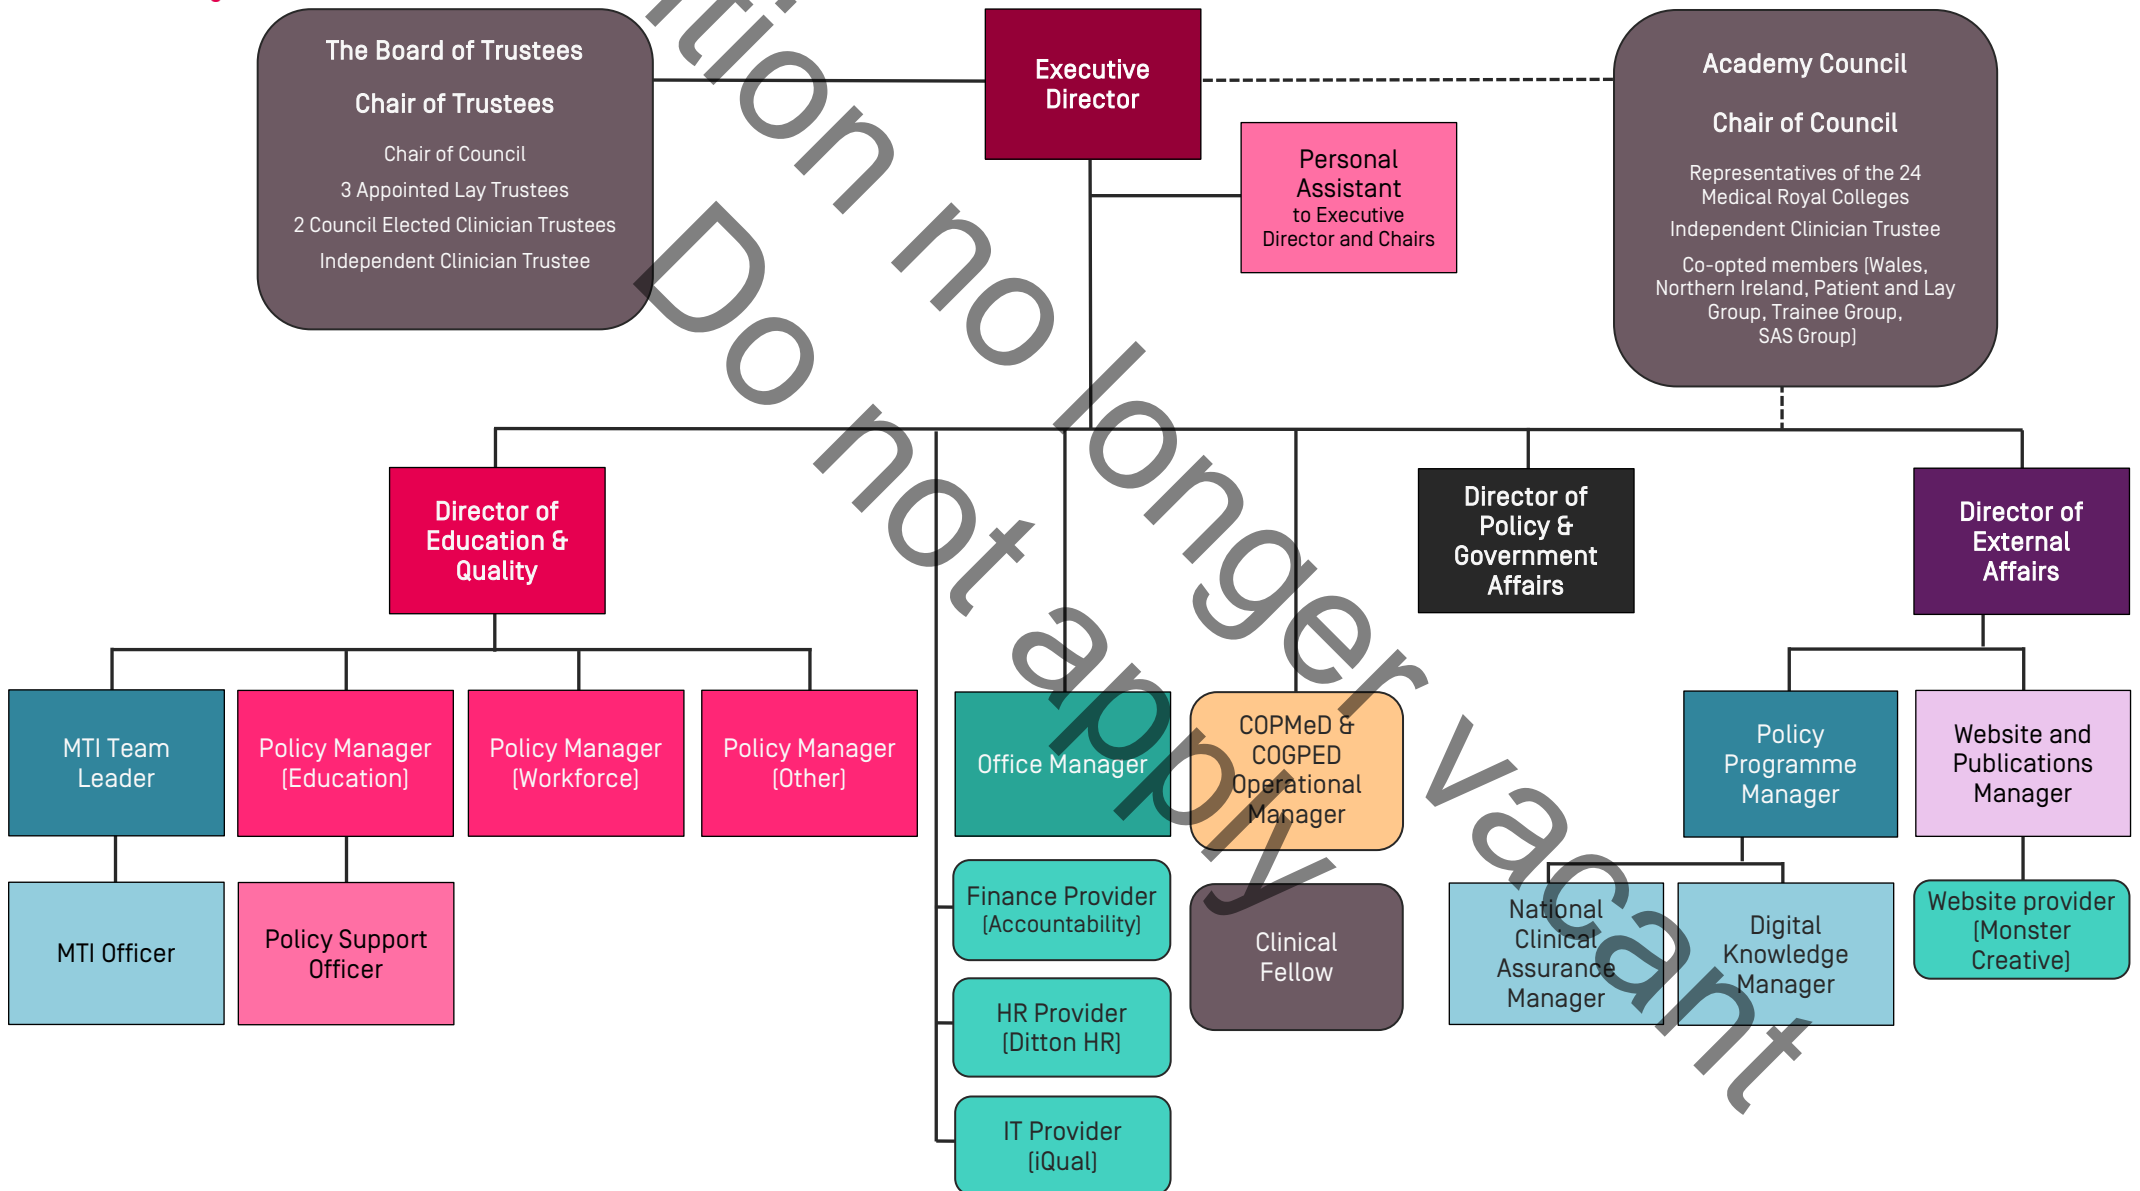 The Board of Trustees
Chair of Trustees
Chair of Council
3 Appointed Lay Trustees
2 Council Elected Clinician Trustees
Independent Clinician Trustee
Executive
Director
Personal
Assistant
to Executive
Director and Chairs
Academy Council
Chair of Council
Representatives of the 24
Medical Royal Colleges
Independent Clinician Trustee
Co-opted members (Wales,
Northern Ireland, Patient and Lay
Group, Trainee Group,
SAS Group)
Director of
Education &
Quality
Director of
Policy &
Government
Affairs
Director of
External
Affairs
MTI Team
Leader
Policy Manager
(Education)
Policy Manager
(Workforce)
Policy Manager
(Other)
Office Manager
COPMeD &
COGPED
Operational
Manager
Policy
Programme
Manager
Website and
Publications
Manager
MTI Officer
Policy Support
Officer
Finance Provider
(Accountability)
HR Provider
(Ditton HR)
IT Provider
(iQual)
Clinical
Fellow
National
Clinical
Assurance
Manager
Digital
Knowledge
Manager
Website provider
(Monster
Creative)
no longer vacant
Do not apply